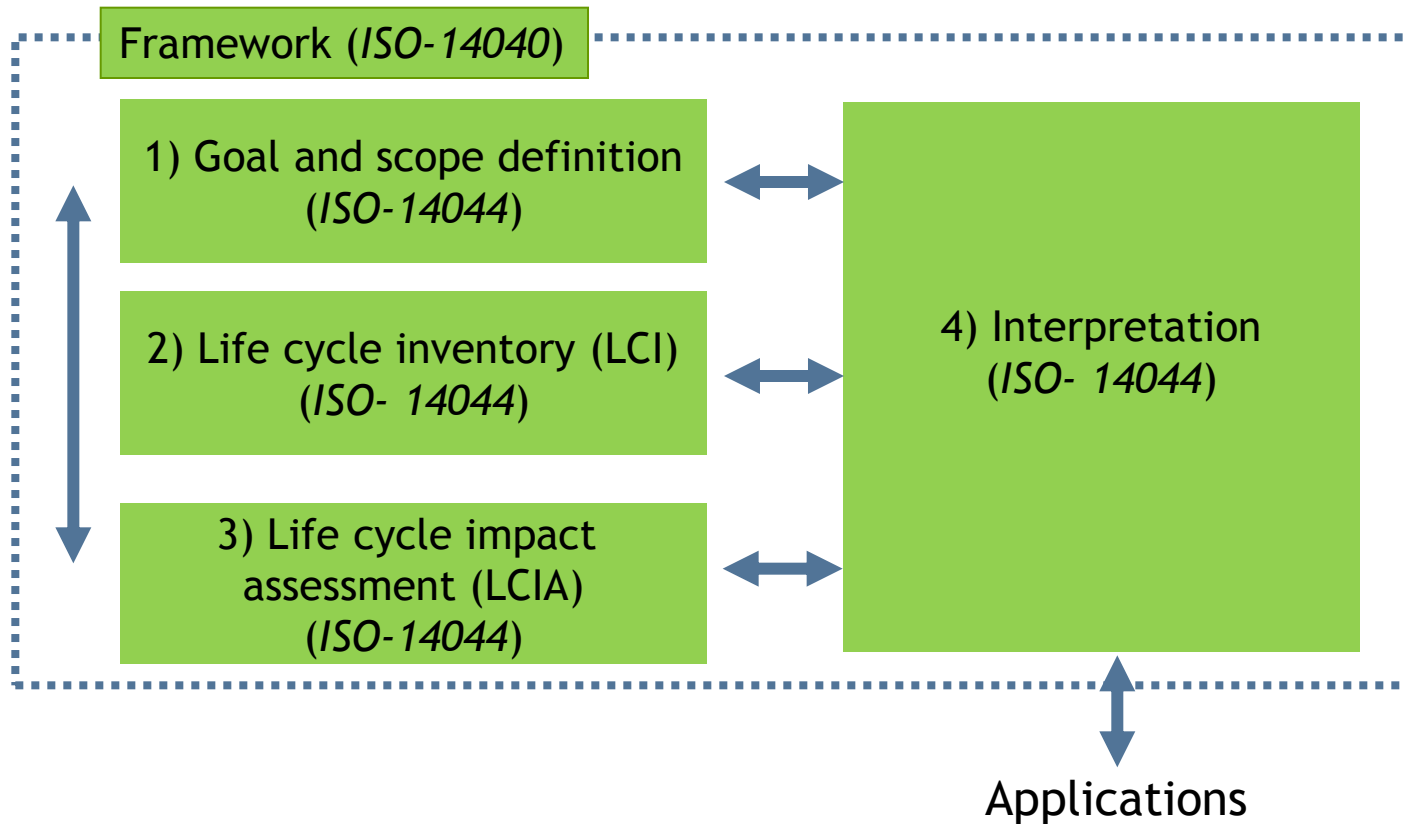 Framework (ISO-14040)
1) Goal and scope definition
(ISO-14044)
2) Life cycle inventory (LCI)
(ISO- 14044)
3) Life cycle impact
assessment (LCIA)
(ISO-14044)
4) Interpretation
(ISO- 14044)
Applications